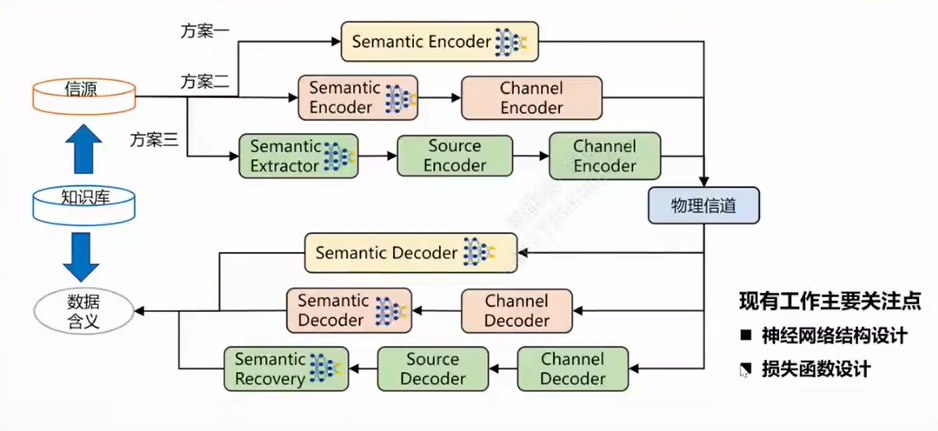 方案一
Semantic Encoder
信源
方案二
Semantic
Encoder
Channel
Encoder
方案三
Semantic
Extractor
Source
Encoder
Channel
Encoder
知识库
物理信道
Semantic Decoder
数据
含义
Semantic
Decoder
Channel
Decoder
Semantic
Recovery
Source
Decoder
Channel
Decoder
现有工作主要关注点
■ 神经网络结构设计
■ 损失函数设计